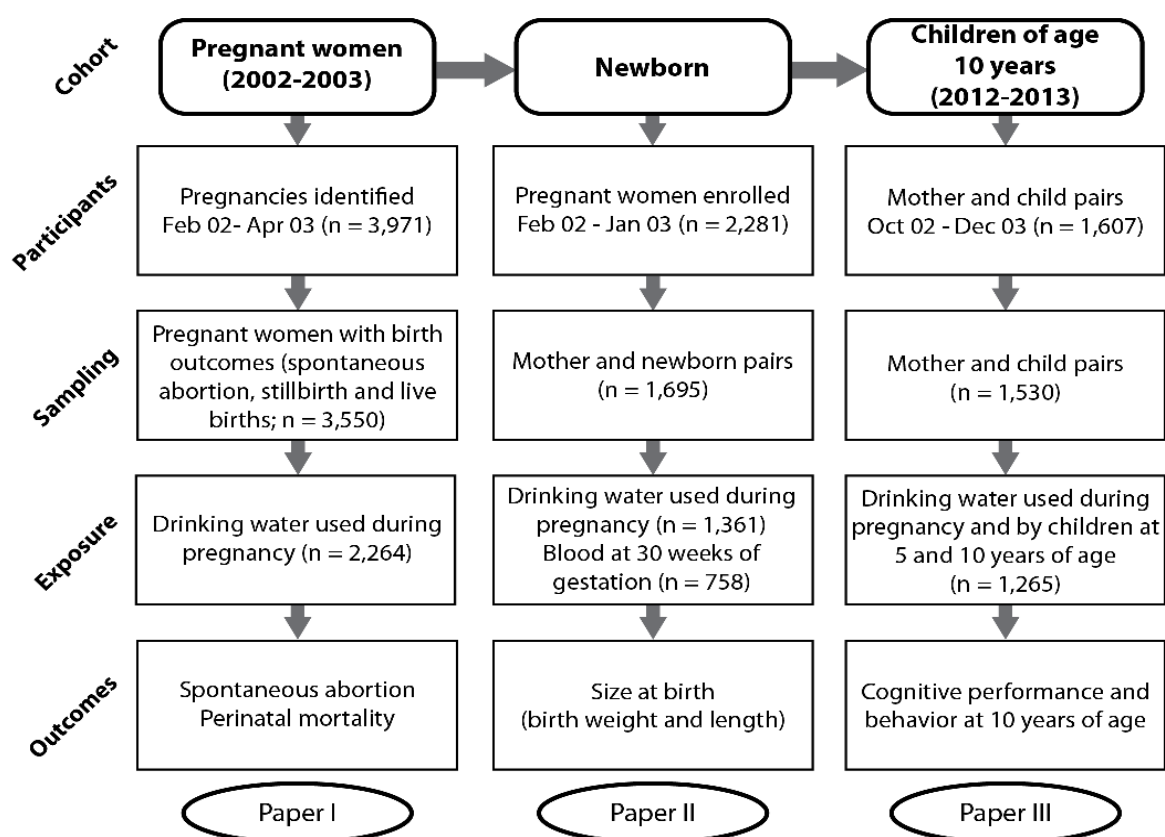 Cohort
Pregnant women
(2002-2003)
Newborn
Children of age
10 years
(2012-2013)
Participants
Pregnancies identified
Feb 02- Apr 03 (n = 3,971)
Pregnant women enrolled
Feb 02 - Jan 03 (n = 2,281)
Mother and child pairs
Oct 02 - Dec 03 (n = 1,607)
Sampling
Pregnant women with birth
outcomes (spontaneous
abortion, stillbirth and live
births; n = 3,550)
Mother and newborn pairs
(n = 1,695)
Mother and child pairs
(n = 1,530)
Exposure
Drinking water used during
pregnancy (n = 2,264)
Drinking water used during
pregnancy (n = 1,361)
Blood at 30 weeks of
gestation (n = 758)
Drinking water used during
pregnancy and by children at
5 and 10 years of age
(n = 1,265)
Outcomes
Spontaneous abortion
Perinatal mortality
Size at birth
(birth weight and length)
Cognitive performance and
behavior at 10 years of age
Paper I
Paper II
Paper III